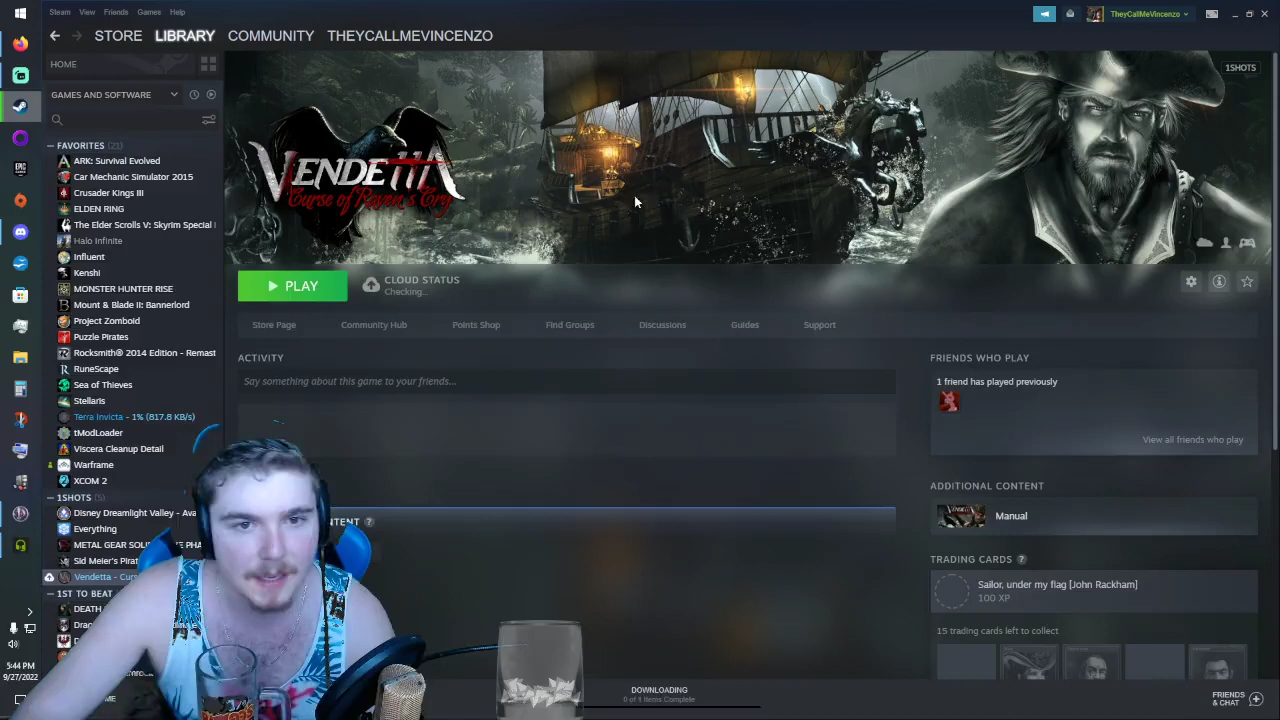 Steam View Friends Games Help
TheyCallMeVincenzo
STORE LIBRARY COMMUNITY THEYCALLMEVINCENZO
HOME
1SHOTS
GAMES AND SOFTWARE
FAVORITES (21)
ARK: Survival Evolved
Car Mechanic Simulator 2015
Crusader Kings III
ELDEN RING
The Elder Scrolls V: Skyrim Special
Halo Infinite
Influent
Kenshi
MONSTER HUNTER RISE
Mount & Blade II: Bannerlord
Project Zomboid
Puzzle Pirates
Rocksmith® 2014 Edition - Remast
RuneScape
Sea of Thieves
Stellaris
Terra Invicta - 1% (817.8 KB/s)
tModLoader
Viscera Cleanup Detail
Warframe
XCOM 2
1SHOTS (5)
Disney Dreamlight Valley - Ava
Everything
METAL GEAR SOLID
Sid Meier's Pirat
Vendetta - Curs
1ST TO BEAT
DEATH
VENDETTA
Curse of Raven's Cry
PLAY
CLOUD STATUS
Checking...
Store Page Community Hub Points Shop Find Groups Discussions Guides Support
ACTIVITY
Say something about this game to your friends...
FRIENDS WHO PLAY
1 friend has played previously
View all friends who play
ADDITIONAL CONTENT
Manual
TRADING CARDS
Sailor, under my flag [John Rackham]
100 XP
15 trading cards left to collect
5:44 PM
9/27/2022
DOWNLOADING
0 of 1 Items Complete
FRIENDS
& CHAT